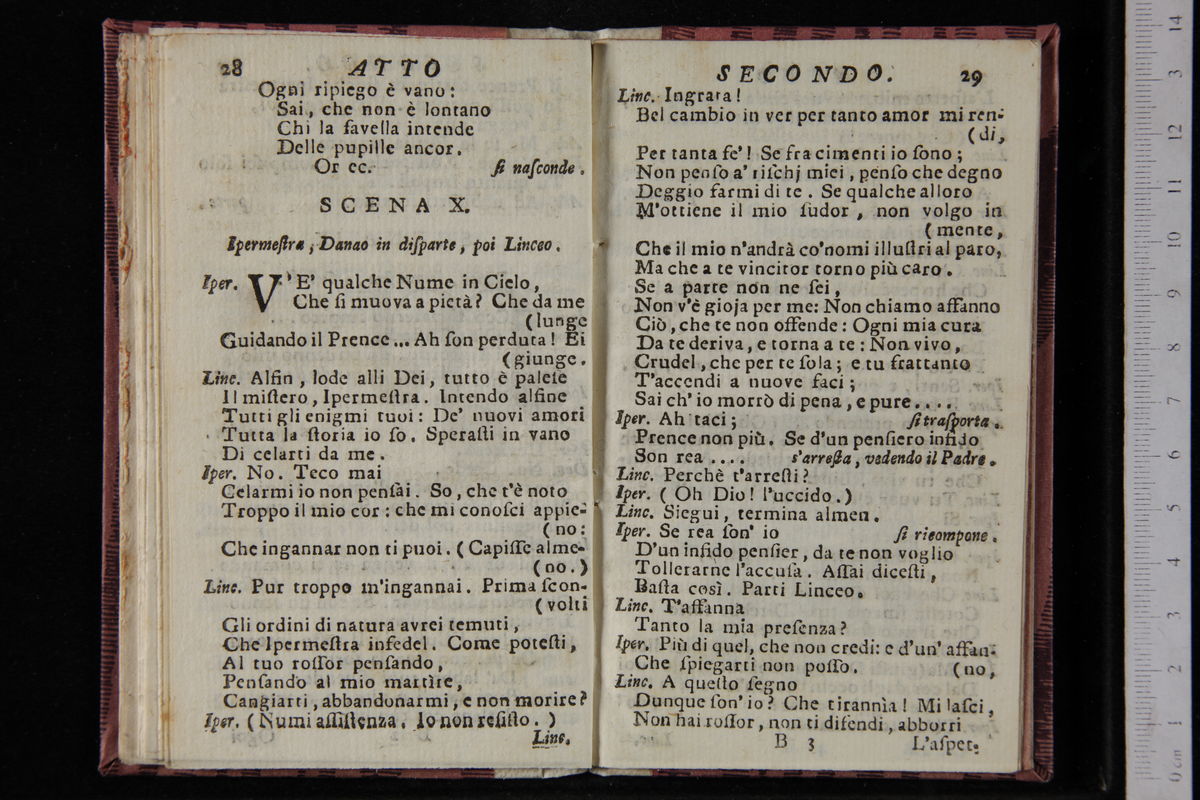 28 ATTO
Ogni ripiego è vano:
Sai, che non è lontano
Chi la favella intende
Delle pupille ancor.
Or ec. ſi naſconde.
SCENA X.
Ipermeſtra, Danao in diſparte, poi Linceo.
Iper. V'E' qualche Nume in Cielo,
Che ſi muova a pietà? Che da me
(lunge
Guidando il Prence... Ah ſon perduta! Ei
(giunge.
Linc. Alfin, lode alli Dei, tutto è paleſe
Il miſtero, Ipermeſtra. Intendo alfine
Tutti gli enigmi tuoi: De' nuovi amori
Tutta la ſtoria io ſo. Speraſti in vano
Di celarti da me.
Iper. No. Teco mai
Celarmi io non penſai. So, che t'è noto
Troppo il mio cor: che mi conoſci appie-
(no:
Che ingannar non ti puoi. (Capiſſe alme-
(no.)
Linc. Pur troppo m'ingannai. Prima ſcon-
(volti
Gli ordini di natura avrei temuti,
Che Ipermeſtra infedel. Come poteſti,
Al tuo roſſor penſando,
Penſando al mio martìre,
Cangiarti, abbandonarmi, e non morire?
Iper. (Numi aſſiſtenza. Io non reſiſto.)
Linc.
SECONDO. 29
Linc. Ingrata!
Bel cambio in ver per tanto amor mi ren-
(di,
Per tanta fe'! Se fra cimenti io ſono;
Non penſo a' riſchj miei, penſo che degno
Deggio farmi di te. Se qualche alloro
M'ottiene il mio ſudor, non volgo in
(mente,
Che il mio n'andrà co'nomi illuſtri al paro,
Ma che a te vincitor torno più caro.
Se a parte non ne ſei,
Non v'è gioja per me: Non chiamo affanno
Ciò, che te non offende: Ogni mia cura
Da te deriva, e torna a te: Non vivo,
Crudel, che per te ſola; e tu frattanto
T'accendi a nuove faci;
Sai ch'io morrò di pena, e pure....
Iper. Ah taci; ſi traſporta.
Prence non più. Se d'un penſiero infido
Son rea .... s'arreſta, vedendo il Padre.
Linc. Perchè t'arreſti?
Iper. (Oh Dio! l'uccido.)
Linc. Siegui, termina almen.
Iper. Se rea ſon' io ſi ricompone.
D'un infido penſier, da te non voglio
Tollerarne l'accuſa. Aſſai diceſti,
Baſta così. Parti Linceo.
Linc. T'affanna
Tanto la mia preſenza?
Iper. Più di quel, che non credi: e d'un' affan-
Che ſpiegarti non poſſo. (no,
Linc. A queſto ſegno
Dunque ſon' io? Che tirannìa! Mi laſci,
Non hai roſſor, non ti difendi, abborri
B 3 L'aſpet-
14
13
12
11
10
9
8
7
6
5
4
3
2
1
0 cm